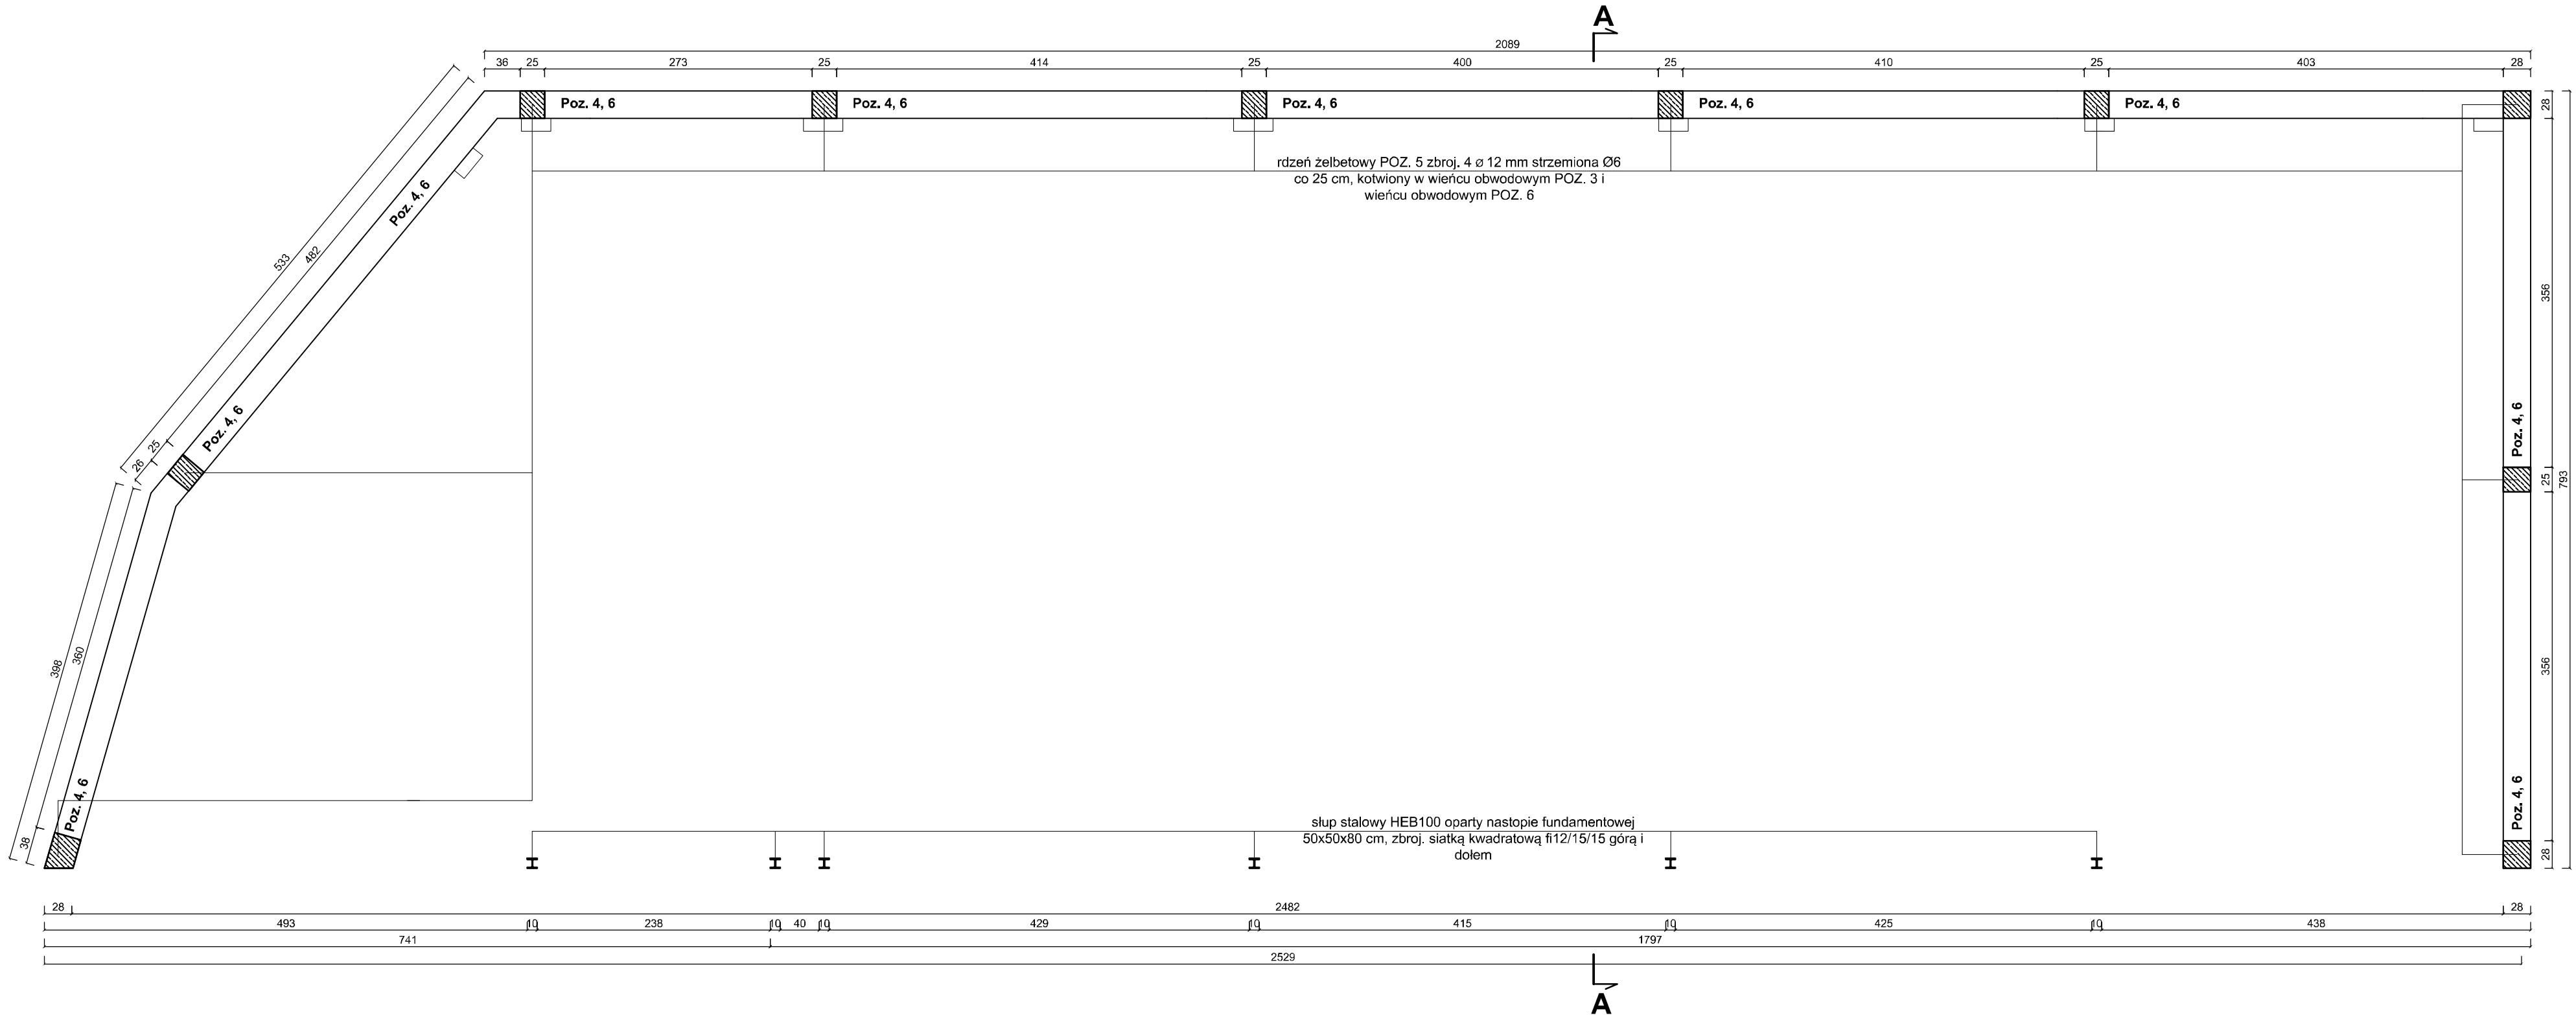 A
2089
36 25 273 25 414 25 400 25 410 25 403 28
Poz. 4, 6
Poz. 4, 6
Poz. 4, 6
Poz. 4, 6
Poz. 4, 6
28
rdzeń żelbetowy POZ. 5 zbroj. 4 ø 12 mm strzemiona Ø6
co 25 cm, kotwiony w wieńcu obwodowym POZ. 3 i
wieńcu obwodowym POZ. 6
Poz. 4, 6
533
482
356
Poz. 4, 6
Poz. 4, 6
25
26
25
793
398
360
356
Poz. 4, 6
Poz. 4, 6
38
28
słup stalowy HEB100 oparty nastopie fundamentowej
50x50x80 cm, zbroj. siatką kwadratową fi12/15/15 górą i
dołem
28 2482 28
493 10 238 10 40 10 429 10 415 10 425 10 438
741 1797
2529
A